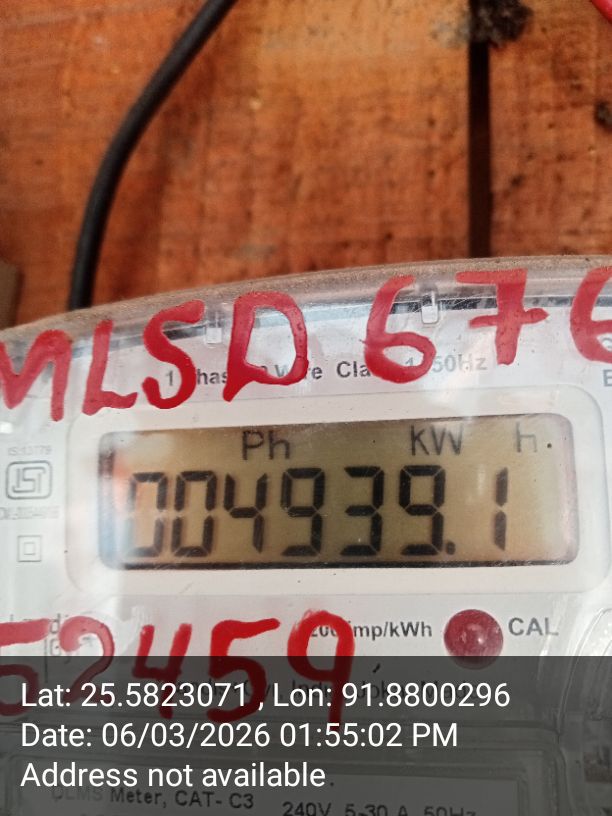 MLSD 676
1 Phase 2 Wire Class 1 50Hz
IS:13779
Ph kW h
004939.1
imp/kWh CAL
52459
Lat: 25.5823071 , Lon: 91.8800296
Date: 06/03/2026 01:55:02 PM
Address not available
Meter, CAT- C3 240V 5-30 A 50Hz